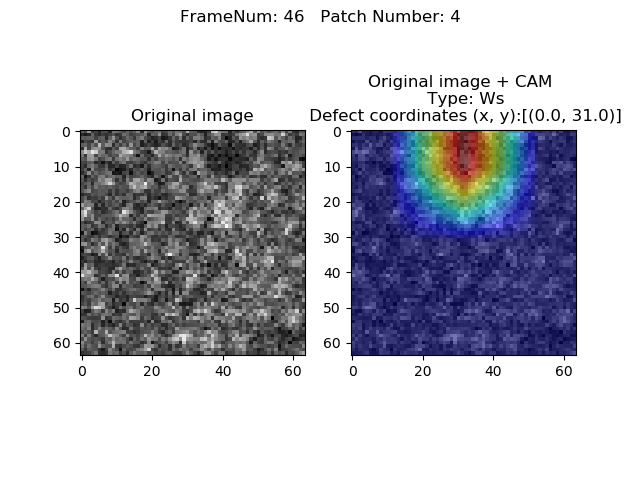 FrameNum: 46   Patch Number: 4
Original image
Original image + CAM
Type: Ws
Defect coordinates (x, y):[(0.0, 31.0)]
0
10
20
30
40
50
60
0 20 40 60
0
10
20
30
40
50
60
0 20 40 60